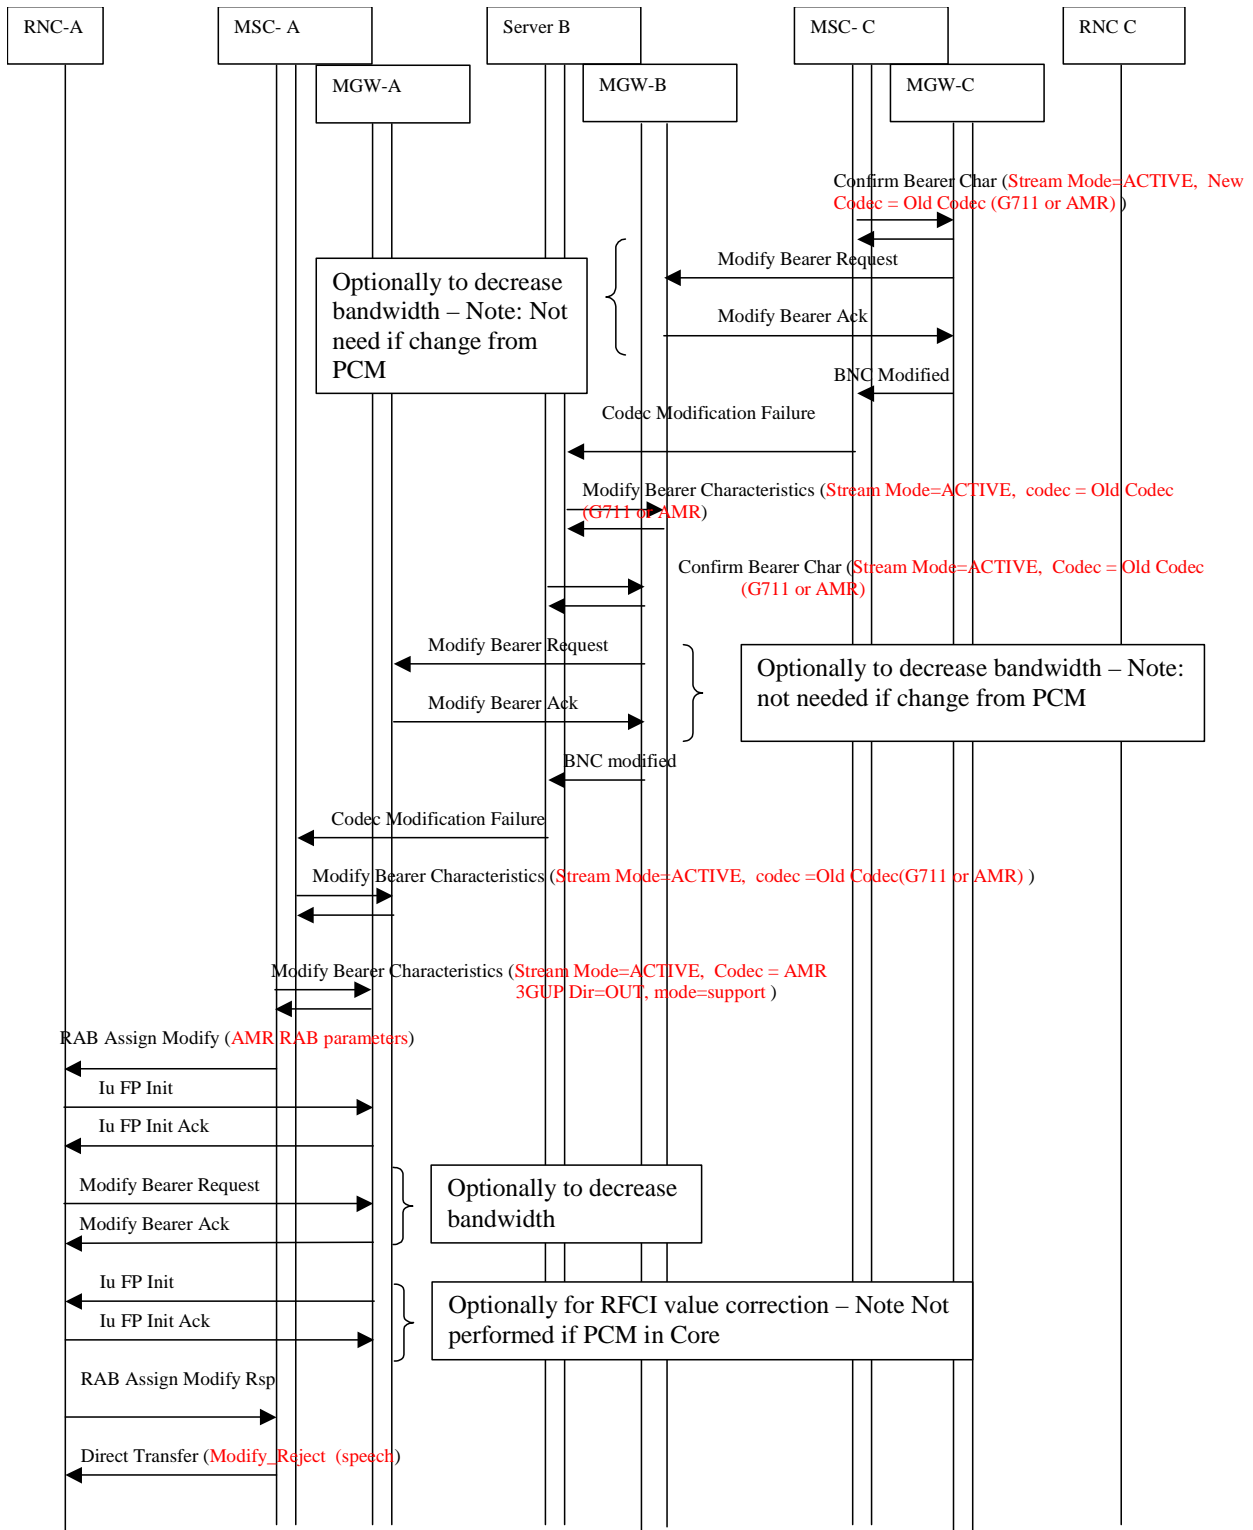 RNC-A
MSC- A
Server B
MSC- C
RNC C
MGW-A
MGW-B
MGW-C
Confirm Bearer Char (Stream Mode=ACTIVE, New
Codec = Old Codec (G711 or AMR) )
Modify Bearer Request
Optionally to decrease
bandwidth – Note: Not
need if change from
PCM
Modify Bearer Ack
BNC Modified
Codec Modification Failure
Modify Bearer Characteristics (Stream Mode=ACTIVE, codec = Old Codec
(G711 or AMR)
Confirm Bearer Char (Stream Mode=ACTIVE, Codec = Old Codec
(G711 or AMR)
Modify Bearer Request
Optionally to decrease bandwidth – Note:
not needed if change from PCM
Modify Bearer Ack
BNC modified
Codec Modification Failure
Modify Bearer Characteristics (Stream Mode=ACTIVE, codec =Old Codec(G711 or AMR) )
Modify Bearer Characteristics (Stream Mode=ACTIVE, Codec = AMR
3GUP Dir=OUT, mode=support )
RAB Assign Modify (AMR RAB parameters)
Iu FP Init
Iu FP Init Ack
Modify Bearer Request
Optionally to decrease
bandwidth
Modify Bearer Ack
Iu FP Init
Optionally for RFCI value correction – Note Not
performed if PCM in Core
Iu FP Init Ack
RAB Assign Modify Rsp
Direct Transfer (Modify_Reject (speech)